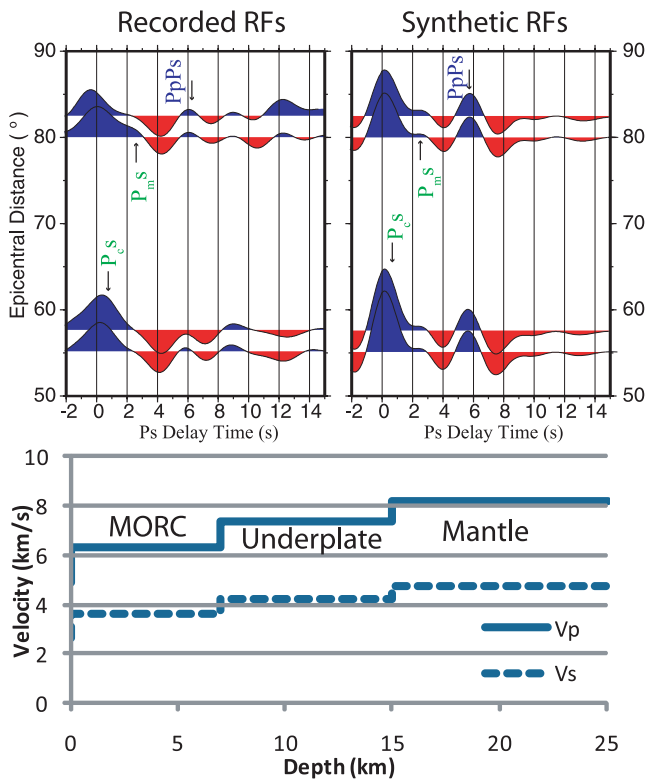 Recorded RFs
Synthetic RFs
90
80
70
60
50
Epicentral Distance (°)
PpPs
Pms
Pcs
-2 0 2 4 6 8 10 12 14
Ps Delay Time (s)
PpPs
Pms
Pcs
-2 0 2 4 6 8 10 12 14
Ps Delay Time (s)
90
80
70
60
50
10
8
6
4
2
0
Velocity (km/s)
MORC
Underplate
Mantle
Vp
Vs
0 5 10 15 20 25
Depth (km)